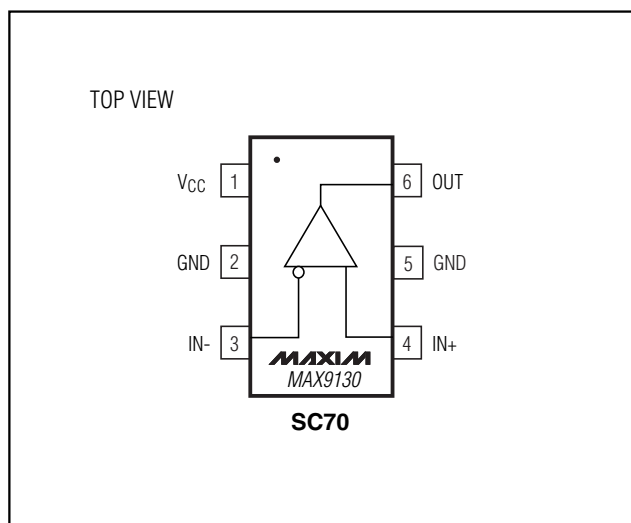 TOP VIEW
VCC 1 6 OUT
GND 2 5 GND
IN- 3 4 IN+
MAXIM
MAX9130
SC70